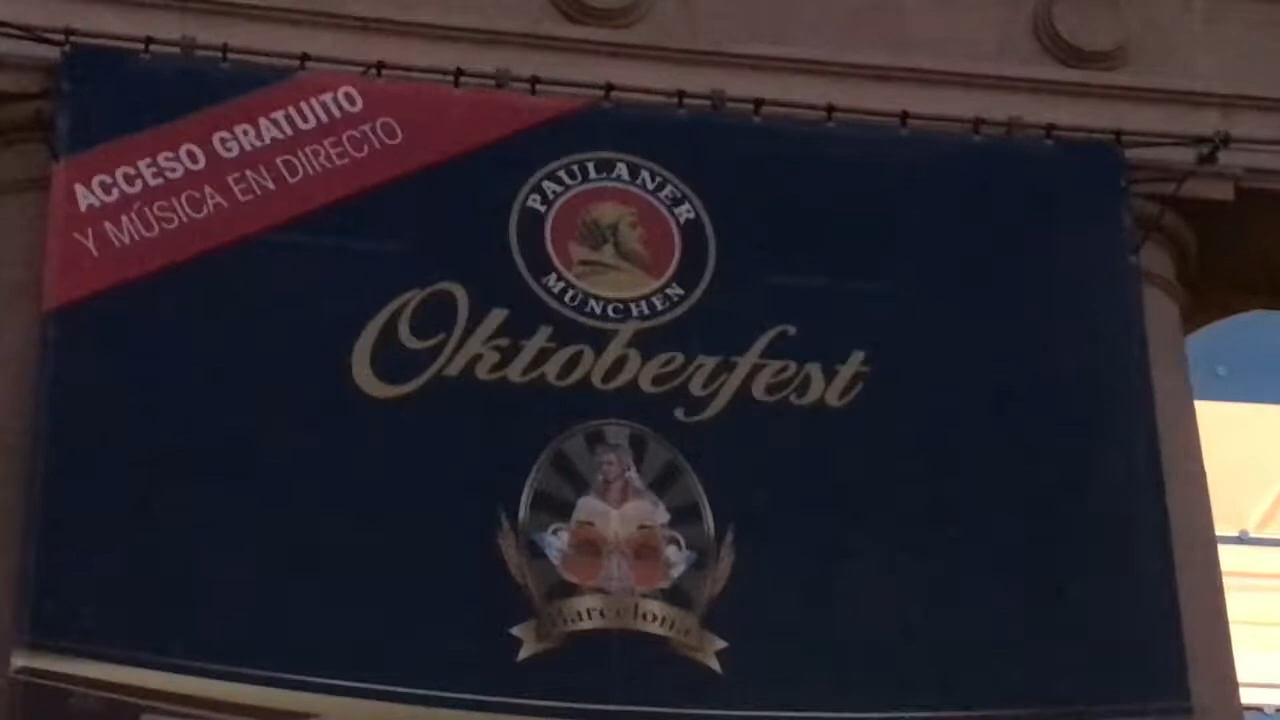 ACCESO GRATUITO
Y MÚSICA EN DIRECTO
PAULANER
MÜNCHEN
Oktoberfest
Barcelona